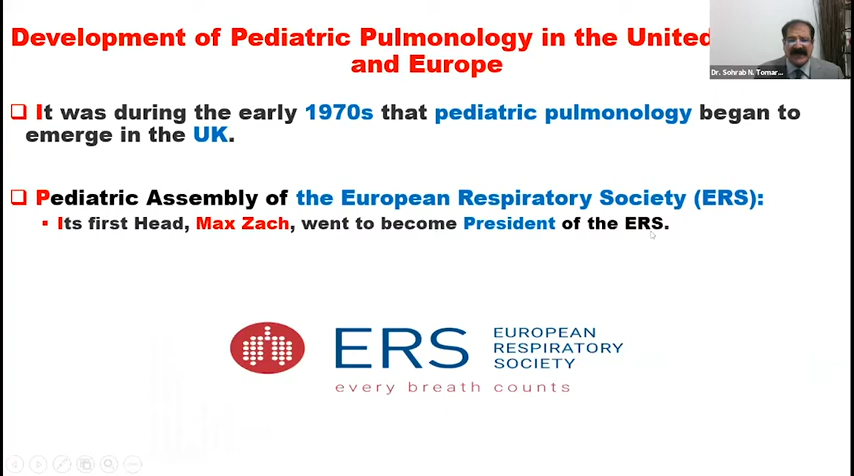 Development of Pediatric Pulmonology in the United
and Europe
Dr. Sohrab N. Tomar...
It was during the early 1970s that pediatric pulmonology began to
emerge in the UK.
Pediatric Assembly of the European Respiratory Society (ERS):
Its first Head, Max Zach, went to become President of the ERS.
ERS
EUROPEAN
RESPIRATORY
SOCIETY
every breath counts